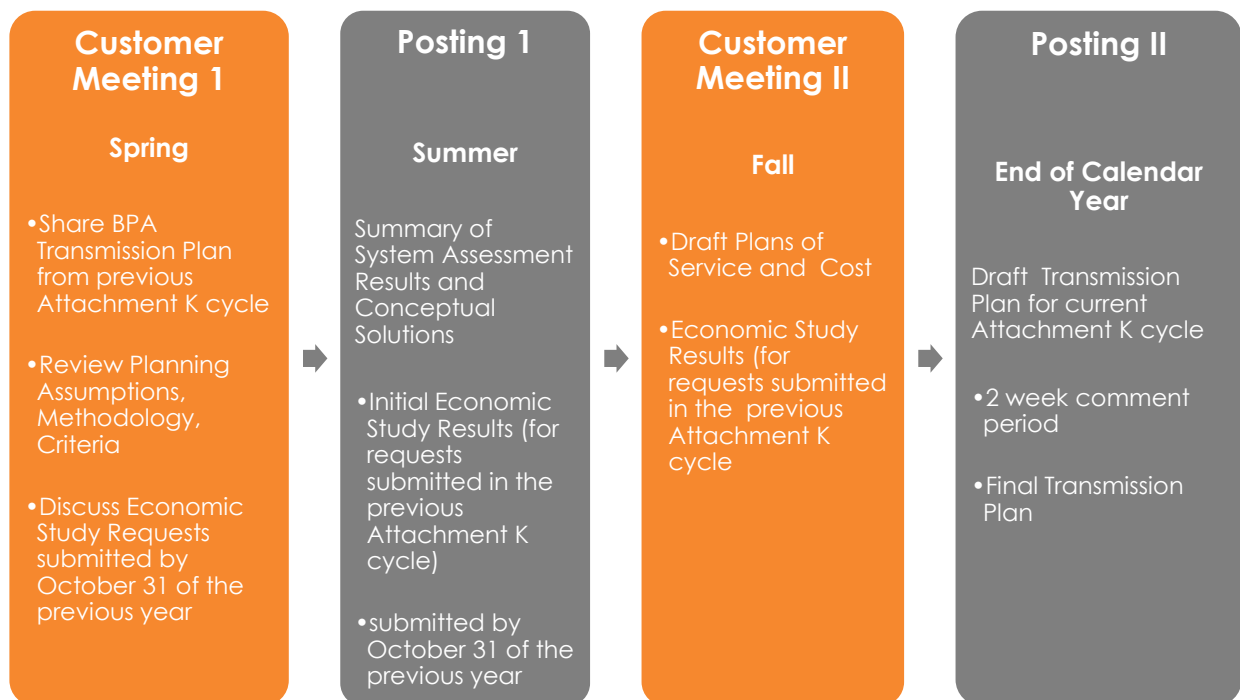 Customer
Meeting 1
Spring
•Share BPA
Transmission Plan
from previous
Attachment K cycle
•Review Planning
Assumptions,
Methodology,
Criteria
•Discuss Economic
Study Requests
submitted by
October 31 of the
previous year
Posting 1
Summer
Summary of
System Assessment
Results and
Conceptual
Solutions
•Initial Economic
Study Results (for
requests
submitted in the
previous
Attachment K
cycle)
•submitted by
October 31 of the
previous year
Customer
Meeting II
Fall
•Draft Plans of
Service and  Cost
•Economic Study
Results (for
requests submitted
in the  previous
Attachment K
cycle
Posting II
End of Calendar
Year
Draft  Transmission
Plan for current
Attachment K cycle
•2 week comment
period
•Final Transmission
Plan